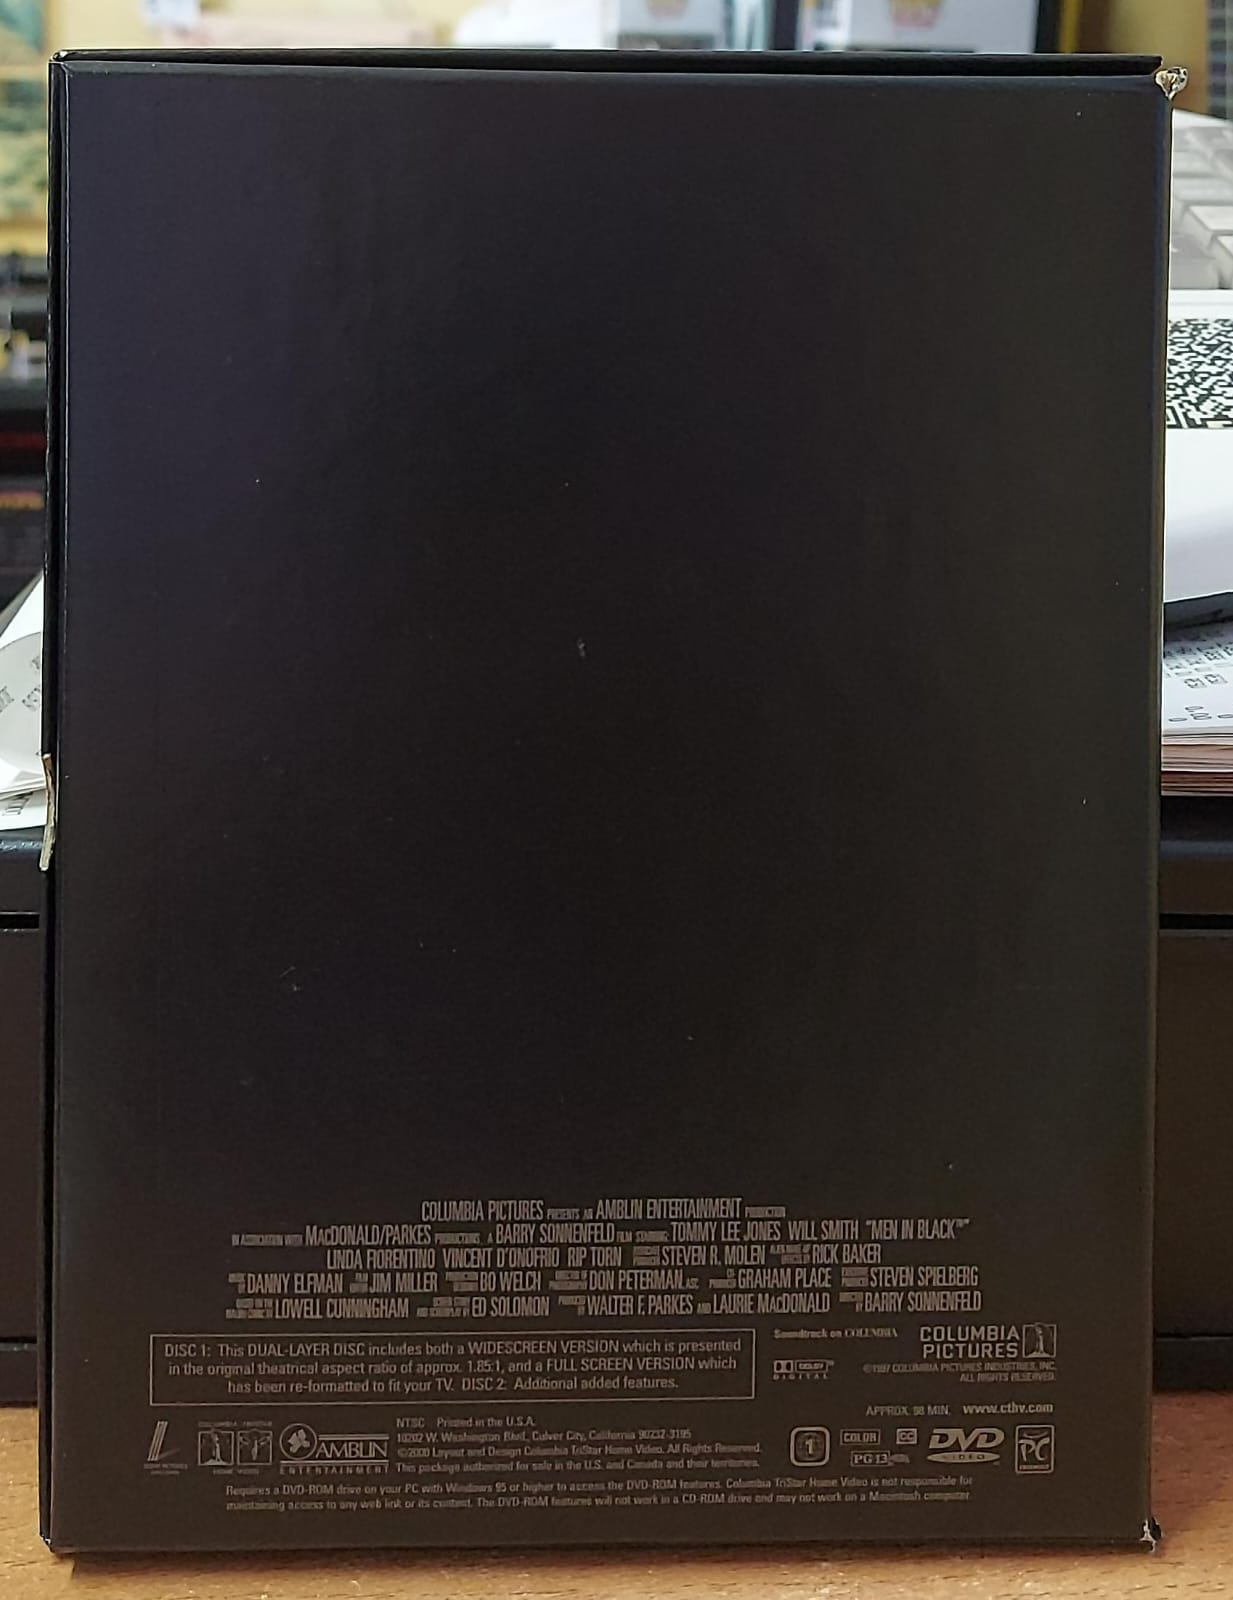 COLUMBIA PICTURES PRESENTS AN AMBLIN ENTERTAINMENT PRODUCTION
IN ASSOCIATION WITH MACDONALD/PARKES PRODUCTIONS A BARRY SONNENFELD FILM STARRING TOMMY LEE JONES WILL SMITH "MEN IN BLACK™"
LINDA FIORENTINO VINCENT D'ONOFRIO RIP TORN STEVEN R. MOLEN RICK BAKER
DANNY ELFMAN JIM MILLER BO WELCH DON PETERMAN, ASC GRAHAM PLACE STEVEN SPIELBERG
LOWELL CUNNINGHAM ED SOLOMON WALTER F. PARKES AND LAURIE MACDONALD BARRY SONNENFELD
DISC 1: This DUAL-LAYER DISC includes both a WIDESCREEN VERSION which is presented
in the original theatrical aspect ratio of approx. 1.85:1, and a FULL SCREEN VERSION which
has been re-formatted to fit your TV. DISC 2: Additional added features.
Soundtrack on COLUMBIA
DOLBY
DIGITAL
COLUMBIA
PICTURES
©1997 COLUMBIA PICTURES INDUSTRIES, INC.
ALL RIGHTS RESERVED.
APPROX. 98 MIN. www.cthv.com
COLUMBIA TRISTAR
HOME VIDEO
AMBLIN
ENTERTAINMENT
NTSC Printed in the U.S.A.
10202 W. Washington Blvd., Culver City, California 90232-3195
©2000 Layout and Design Columbia TriStar Home Video. All Rights Reserved.
This package authorized for sale in the U.S. and Canada and their territories.
1
COLOR
CC
PG 13
DVD
VIDEO
PC
Requires a DVD-ROM drive on your PC with Windows 95 or higher to access the DVD-ROM features. Columbia TriStar Home Video is not responsible for
maintaining access to any web link or its content. The DVD-ROM features will not work in a CD-ROM drive and may not work on a Macintosh computer.